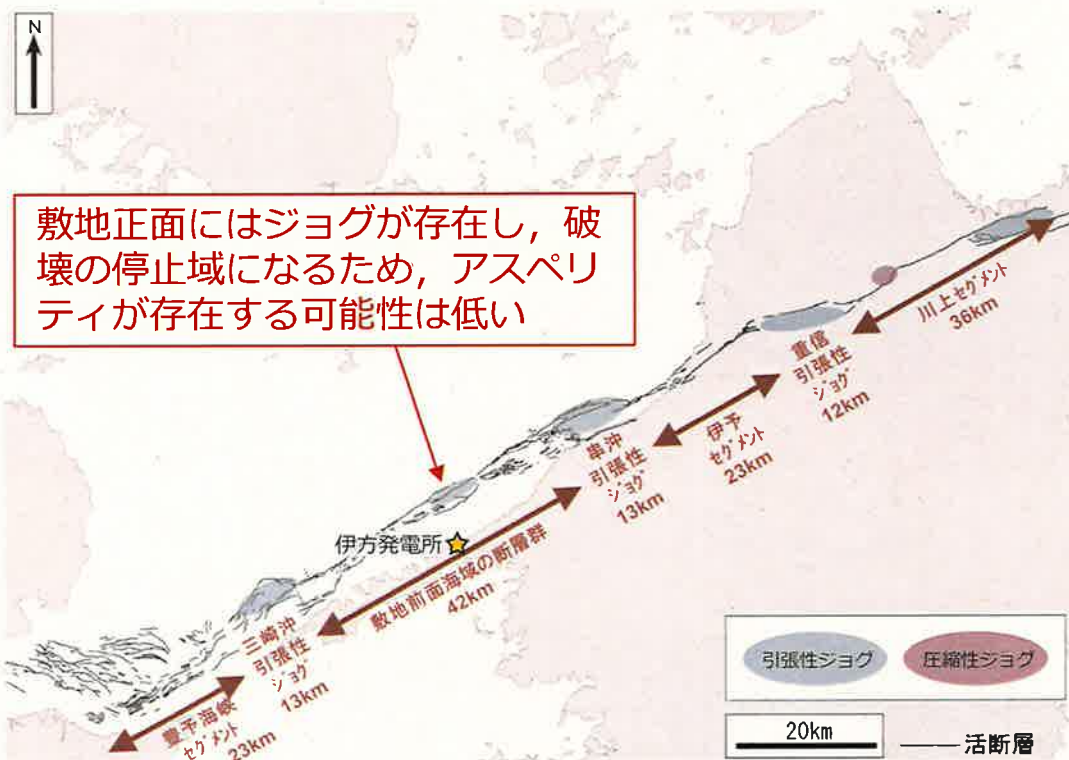 N
敷地正面にはジョグが存在し，破
壊の停止域になるため，アスペリ
ティが存在する可能性は低い
川上セグメント
36km
重信
引張性
ジョグ
12km
伊予
セグメント
23km
串沖
引張性
ジョグ
13km
伊方発電所
敷地前面海域の断層群
42km
三崎沖
引張性
ジョグ
13km
豊予海峡
セグメント
23km
引張性ジョグ
圧縮性ジョグ
20km
活断層